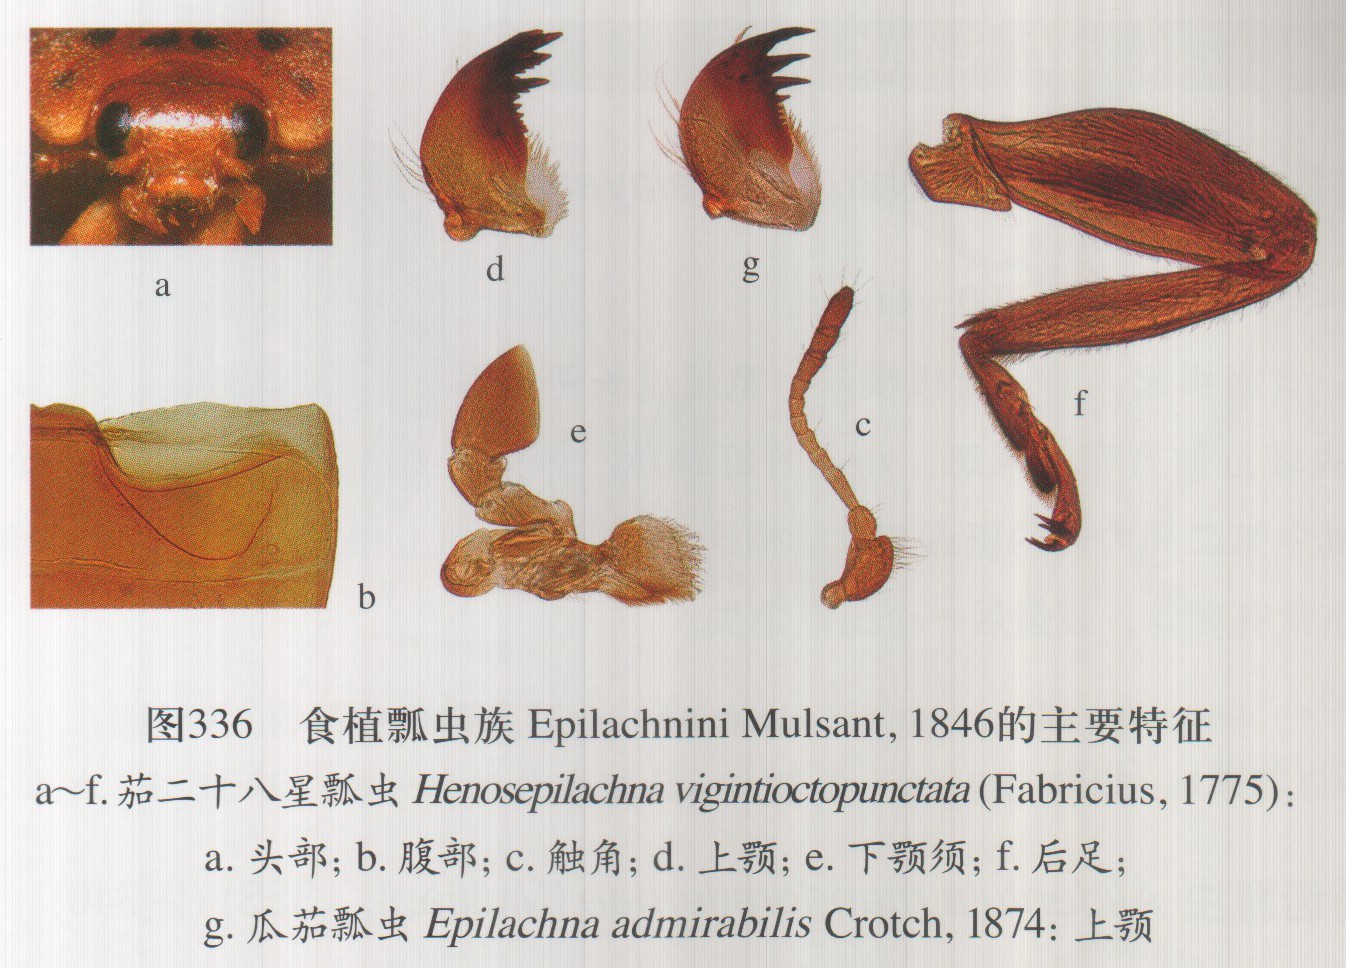 a
d
g
f
e
c
b
图336 食植瓢虫族 Epilachnini Mulsant, 1846的主要特征
a~f. 茄二十八星瓢虫 Henosepilachna vigintioctopunctata (Fabricius, 1775):
a. 头部; b. 腹部; c. 触角; d. 上颚; e. 下颚须; f. 后足;
g. 瓜茄瓢虫 Epilachna admirabilis Crotch, 1874: 上颚